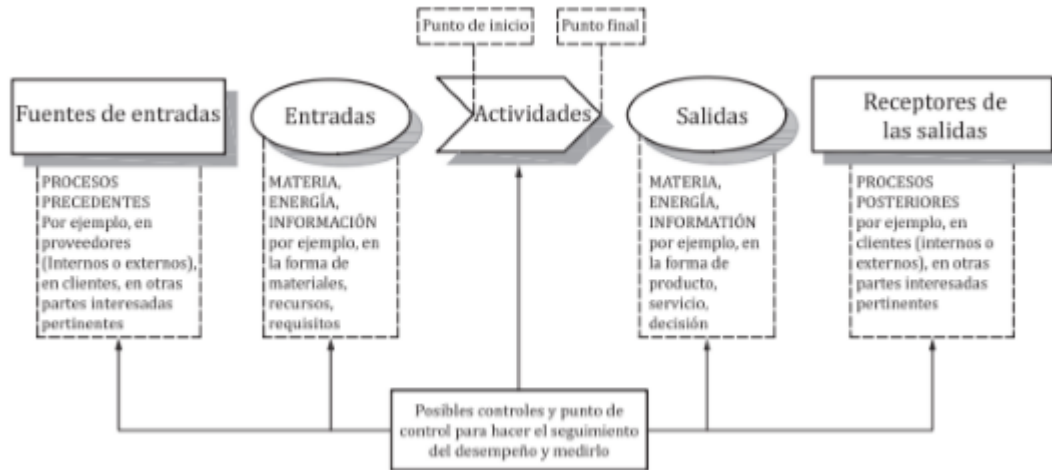 Punto de inicio
Punto final
Fuentes de entradas
Entradas
Actividades
Salidas
Receptores de
las salidas
PROCESOS
PRECEDENTES
Por ejemplo, en
proveedores
(Internos o externos),
en clientes, en otras
partes interesadas
pertinentes
MATERIA,
ENERGÍA,
INFORMACIÓN
por ejemplo, en
la forma de
materiales,
recursos,
requisitos
MATERIA,
ENERGÍA,
INFORMATIÓN
por ejemplo, en
la forma de
producto,
servicio,
decisión
PROCESOS
POSTERIORES
por ejemplo, en
clientes (internos o
externos), en otras
partes interesadas
pertinentes
Posibles controles y punto de
control para hacer el seguimiento
del desempeño y medirlo